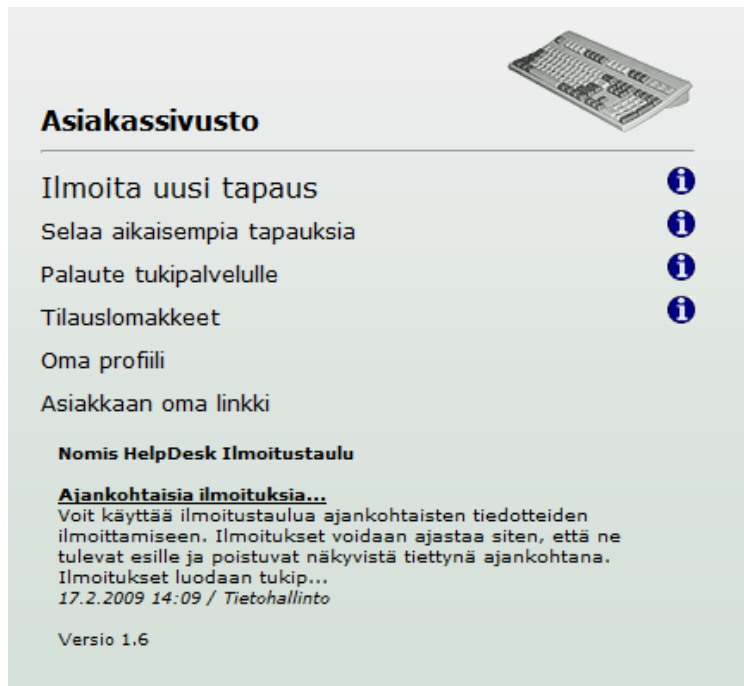 Asiakassivusto
Ilmoita uusi tapaus
Selaa aikaisempia tapauksia
Palaute tukipalvelulle
Tilauslomakkeet
Oma profiili
Asiakkaan oma linkki
Nomis HelpDesk Ilmoitustaulu
Ajankohtaisia ilmoituksia...
Voit käyttää ilmoitustaulua ajankohtaisten tiedotteiden
ilmoittamiseen. Ilmoitukset voidaan ajastaa siten, että ne
tulevat esille ja poistuvat näkyvistä tiettynä ajankohtana.
Ilmoitukset luodaan tukip...
17.2.2009 14:09 / Tietohallinto
Versio 1.6